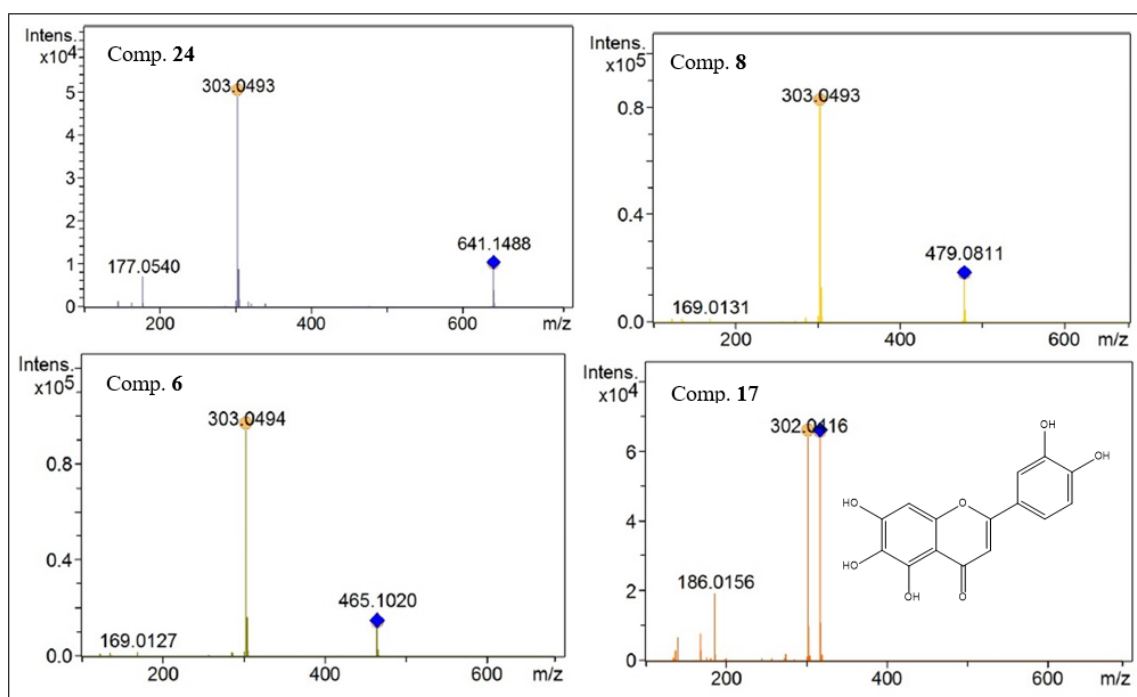 Intens.
x10⁴
Comp. 24
303.0493
5
4
3
2
641.1488
1
177.0540
0
200
400
600
m/z
Intens.
x10⁵
Comp. 8
303.0493
0.8
0.4
479.0811
169.0131
0.0
200
400
600
m/z
Intens.
x10⁵
Comp. 6
303.0494
0.8
0.4
465.1020
169.0127
0.0
200
400
600
m/z
Intens.
x10⁴
Comp. 17
302.0416
6
4
186.0156
2
0
200
400
600
m/z
OH
OH
HO
O
HO
OH
O